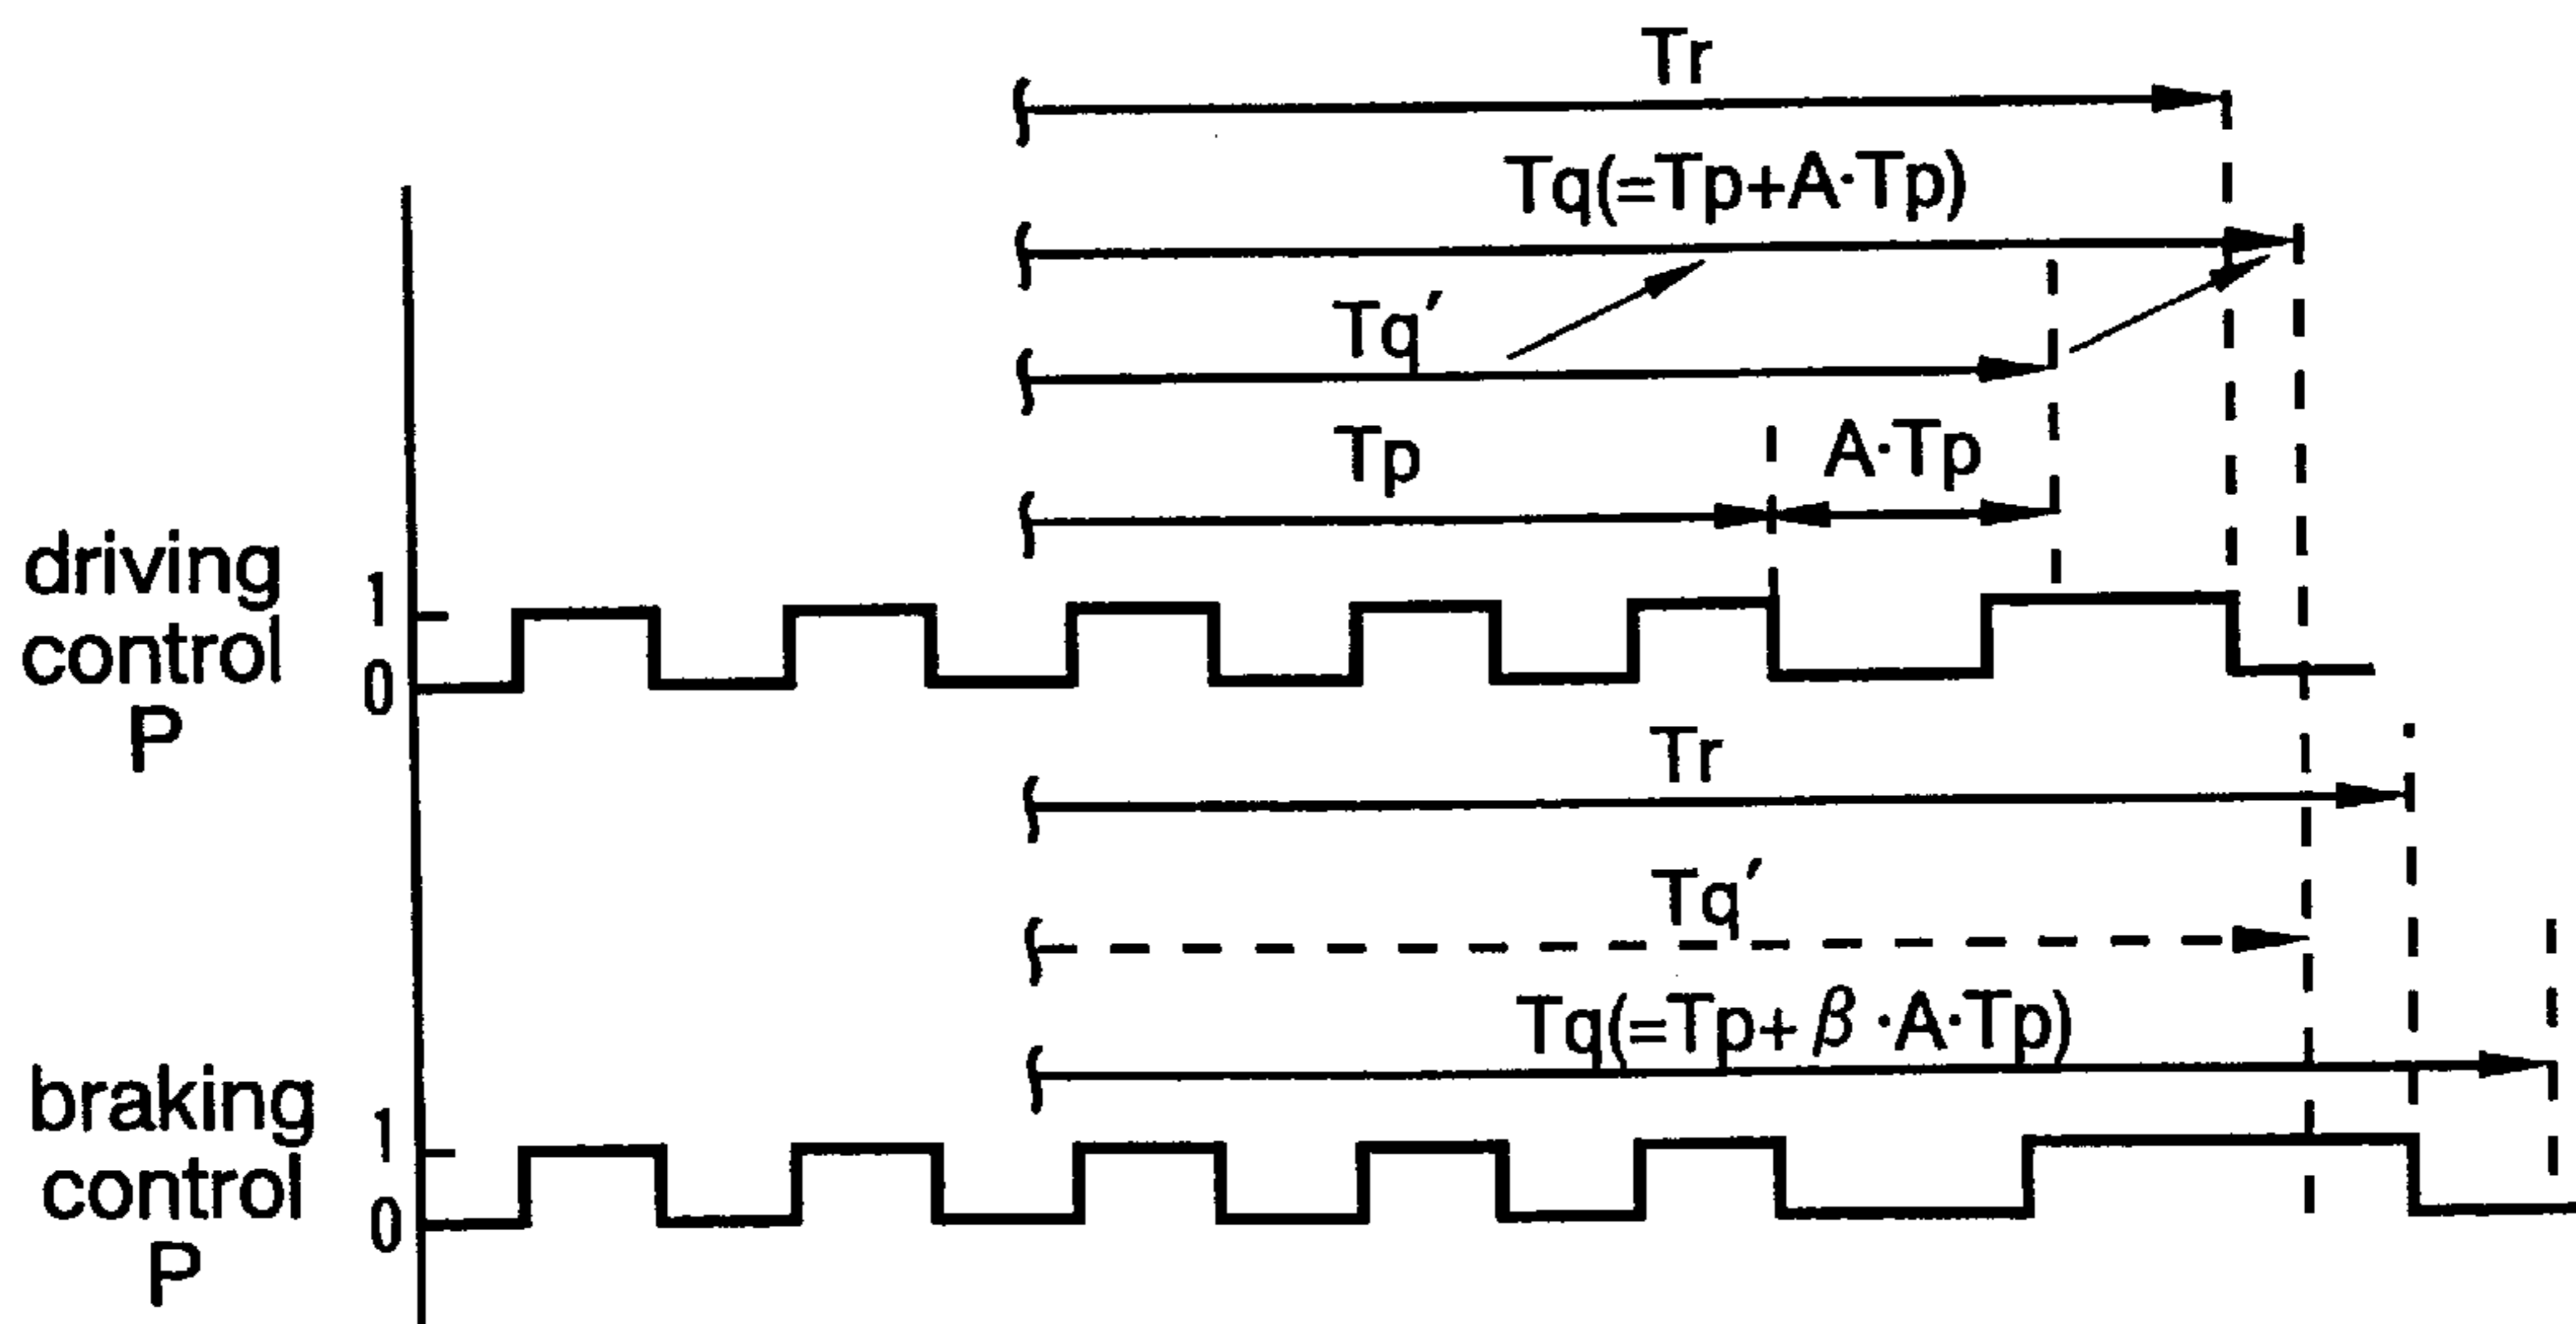 Tr
Tq(=Tp+A·Tp)
Tq′
Tp
A·Tp
driving
control
P
1
0
Tr
Tq′
Tq(=Tp+β·A·Tp)
braking
control
P
1
0